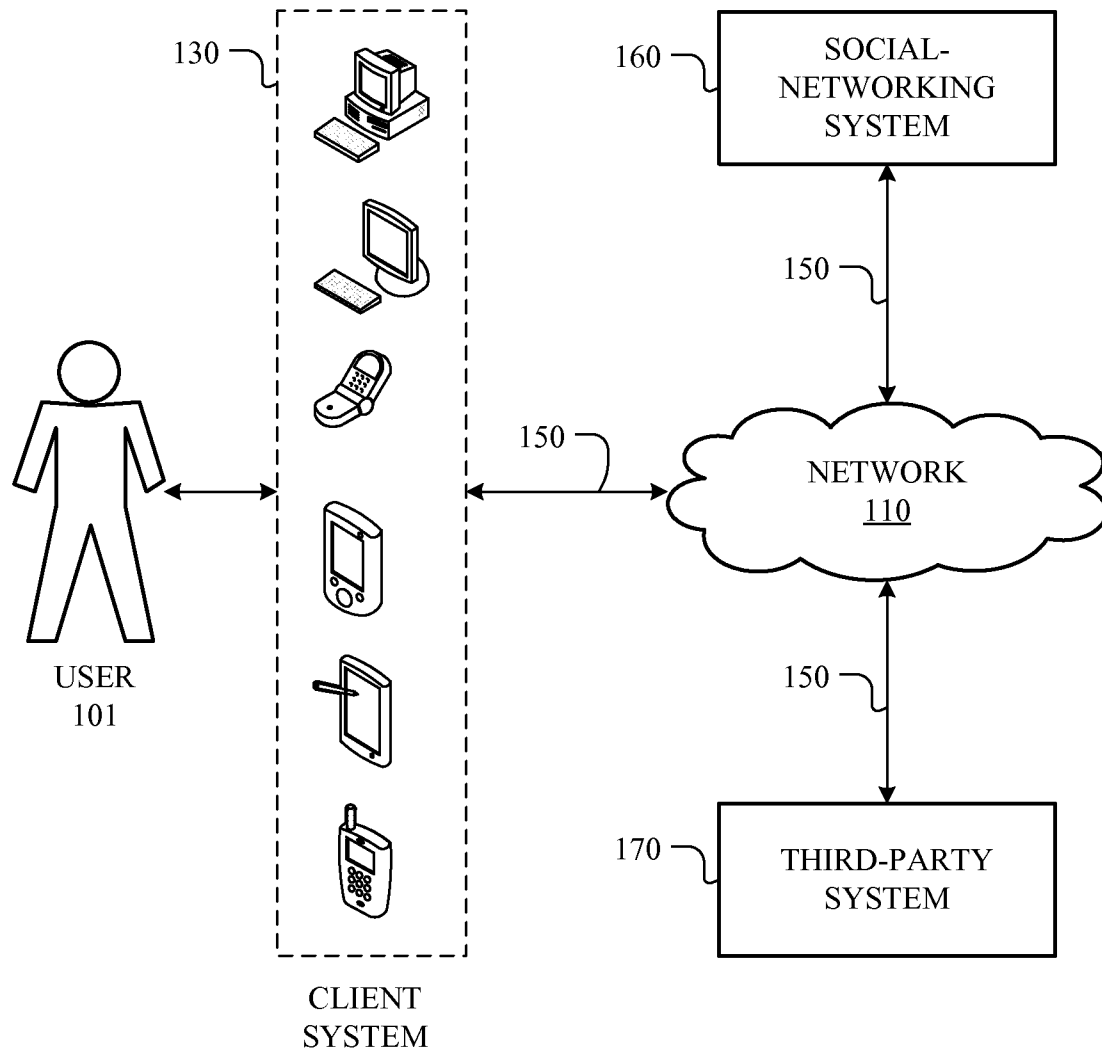 130
160
SOCIAL-
NETWORKING
SYSTEM
150
150
NETWORK
110
USER
101
150
170
THIRD-PARTY
SYSTEM
CLIENT
SYSTEM